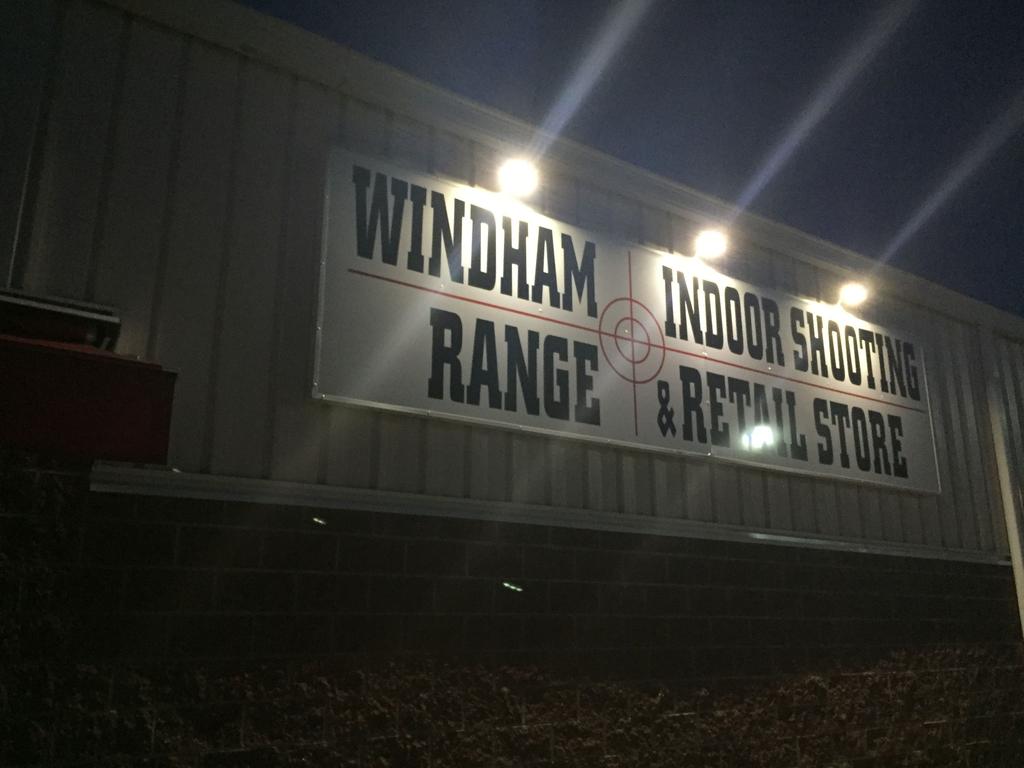 WINDHAM
RANGE
INDOOR SHOOTING
& RETAIL STORE